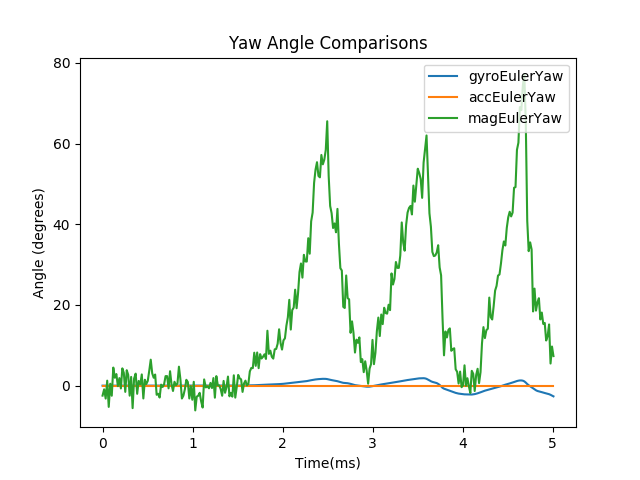 Yaw Angle Comparisons
gyroEulerYaw
accEulerYaw
magEulerYaw
80
60
40
20
0
Angle (degrees)
0 1 2 3 4 5
Time(ms)